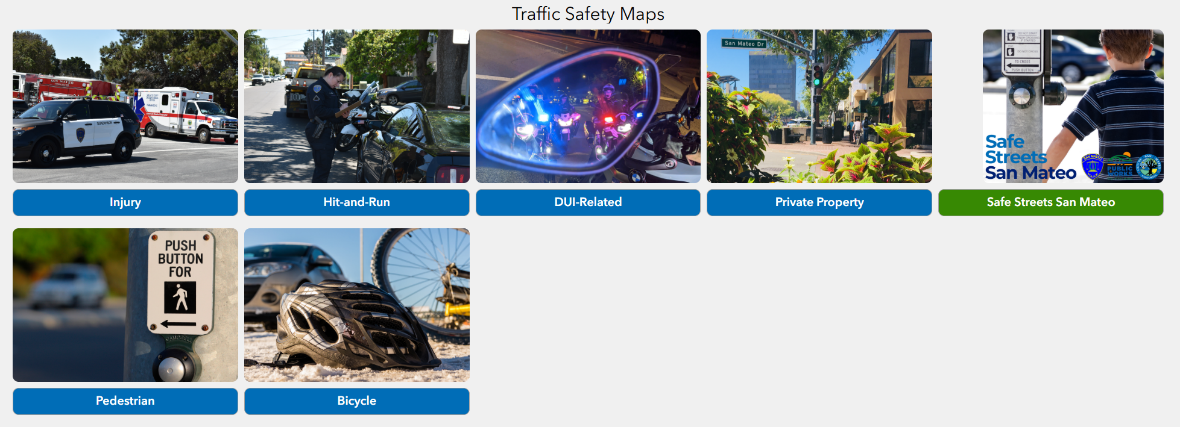 Traffic Safety Maps
San Mateo Dr
Safe
Streets
San Mateo
Injury
Hit-and-Run
DUI-Related
Private Property
Safe Streets San Mateo
PUSH
BUTTON
FOR
Pedestrian
Bicycle